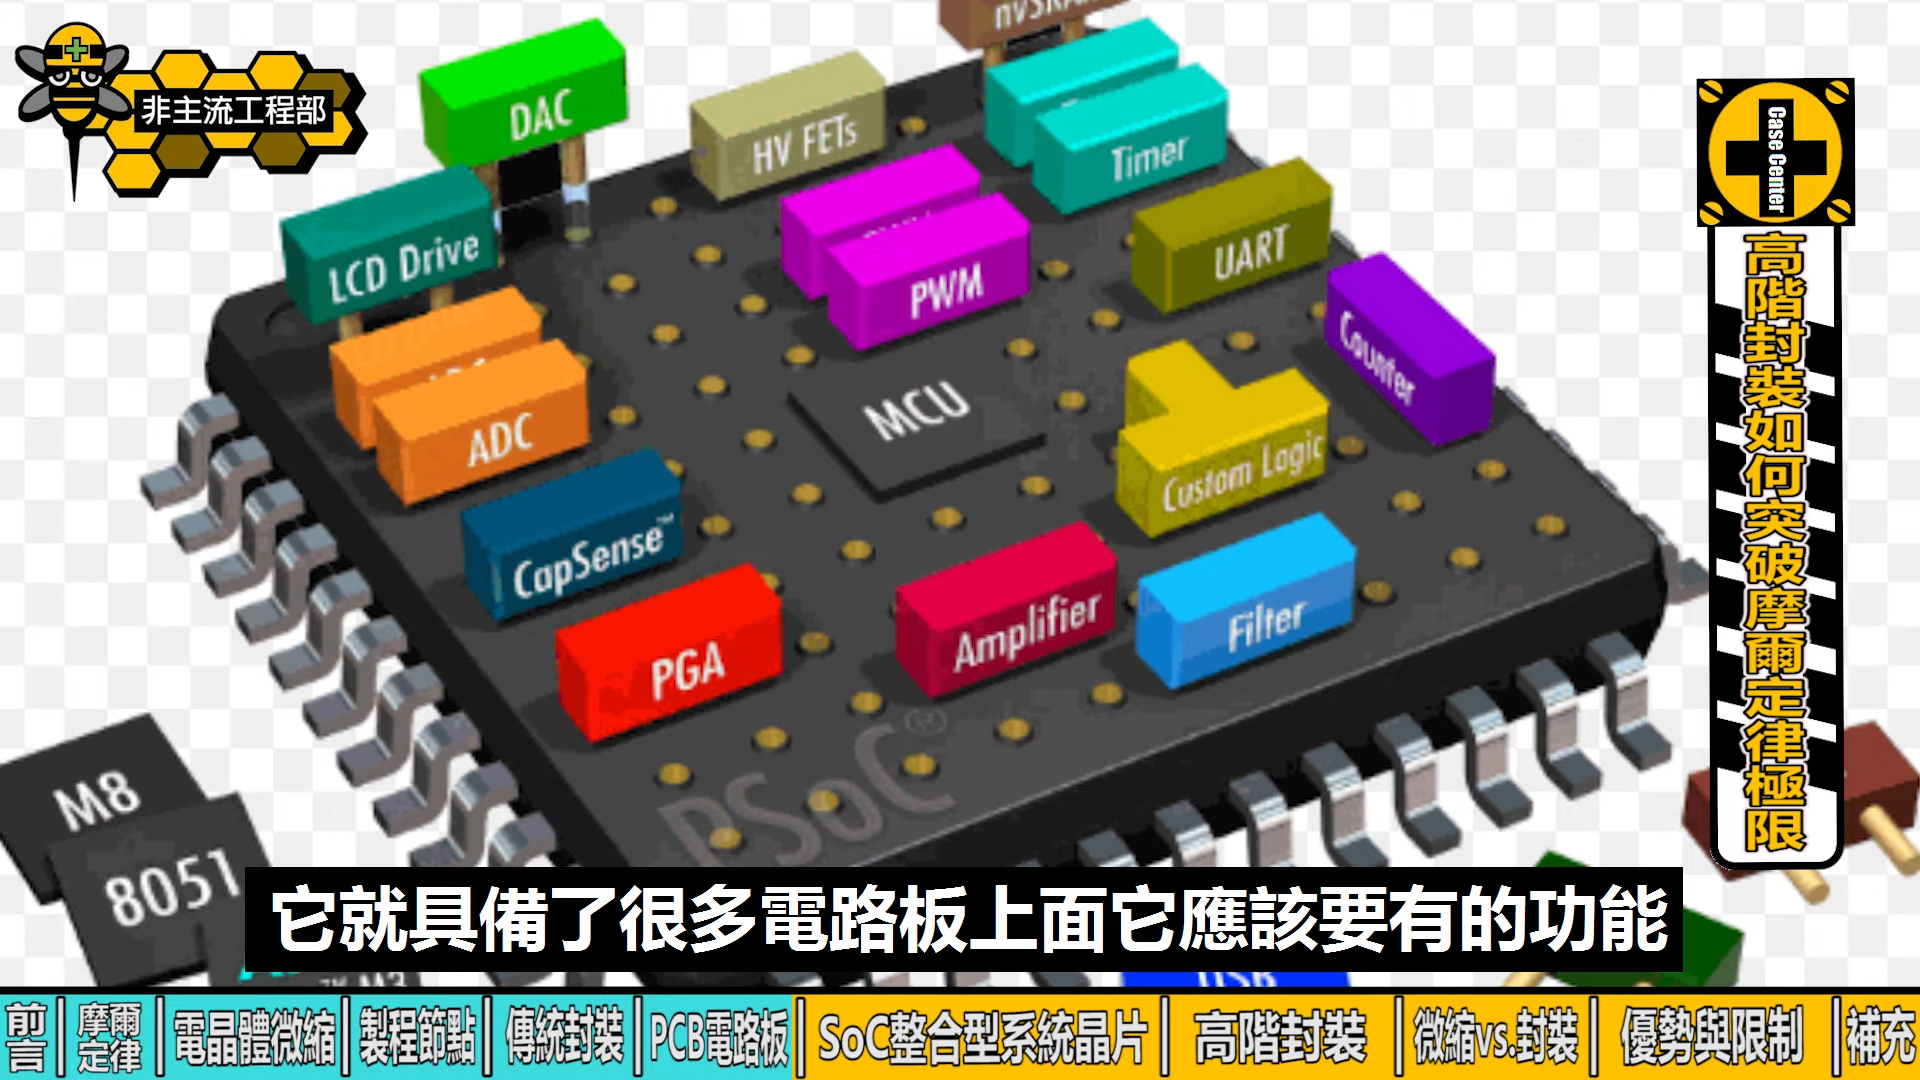 非主流工程部
DAC
HV FETs
Timer
LCD Drive
PWM
UART
Counter
ADC
MCU
Custom Logic
CapSense™
PGA
Amplifier
Filter
PSoC®
M8
8051
USB
Case Center
高階封裝如何突破摩爾定律極限
它就具備了很多電路板上面它應該要有的功能
前言
摩爾定律
電晶體微縮
製程節點
傳統封裝
PCB電路板
SoC整合型系統晶片
高階封裝
微縮vs.封裝
優勢與限制
補充